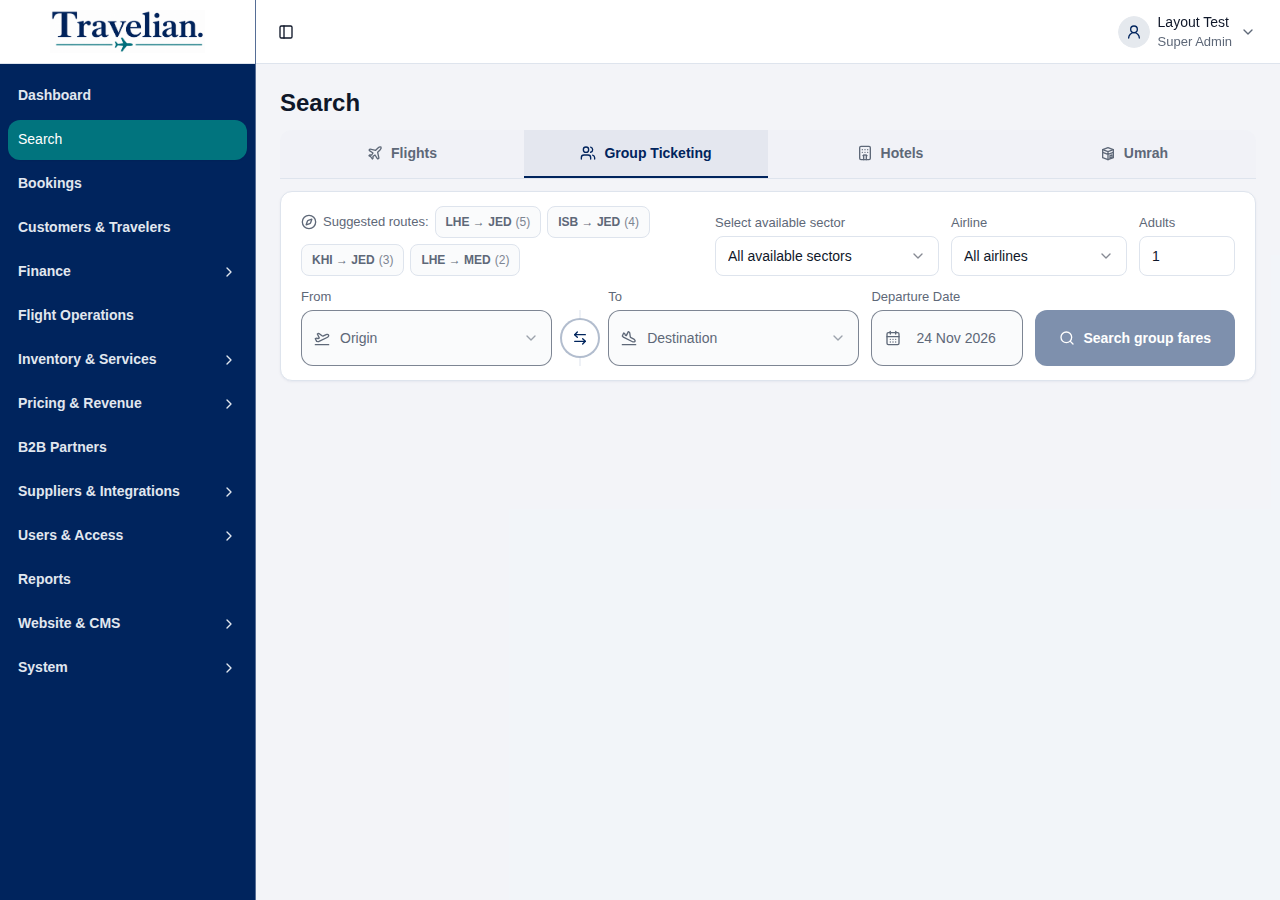 Travelian.
Layout Test
Super Admin
Dashboard
Search
Bookings
Customers & Travelers
Finance
Flight Operations
Inventory & Services
Pricing & Revenue
B2B Partners
Suppliers & Integrations
Users & Access
Reports
Website & CMS
System
Search
Flights
Group Ticketing
Hotels
Umrah
Suggested routes: LHE → JED (5) ISB → JED (4)
KHI → JED (3) LHE → MED (2)
Select available sector
All available sectors
Airline
All airlines
Adults
1
From
Origin
To
Destination
Departure Date
24 Nov 2026
Search group fares